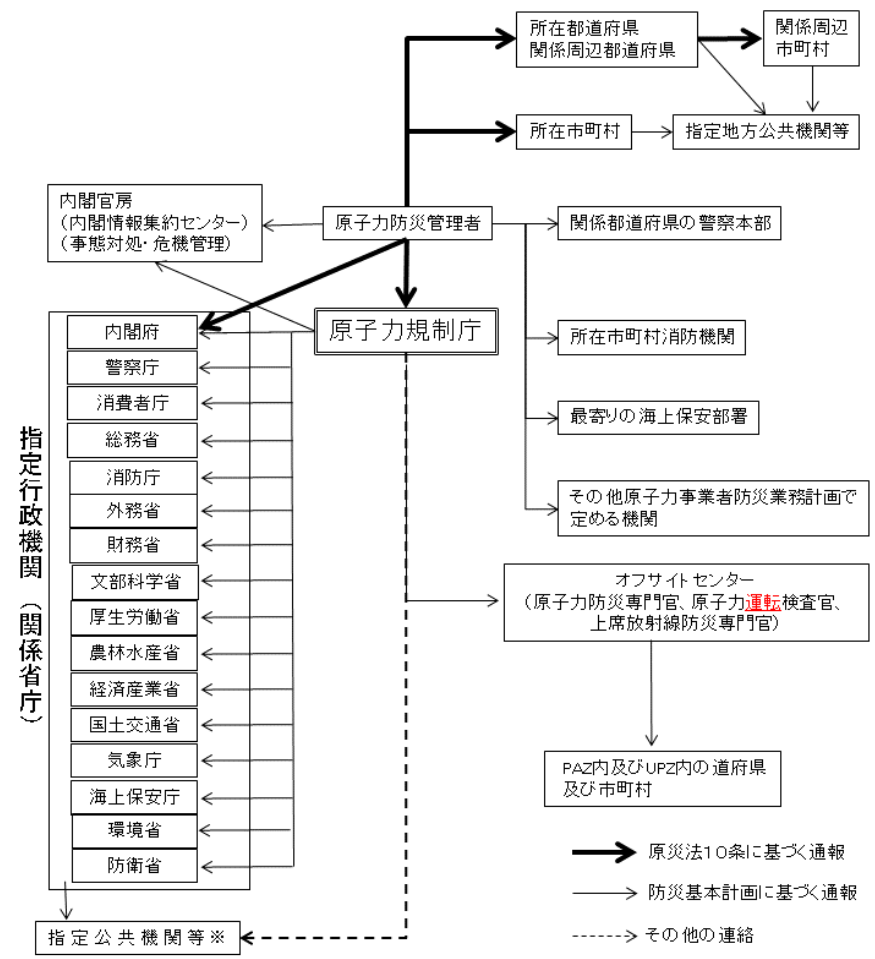 所在都道府県
関係周辺都道府県
関係周辺
市町村
所在市町村
指定地方公共機関等
内閣官房
（内閣情報集約センター）
（事態対処・危機管理）
原子力防災管理者
関係都道府県の警察本部
原子力規制庁
所在市町村消防機関
最寄りの海上保安部署
その他原子力事業者防災業務計画で
定める機関
オフサイトセンター
（原子力防災専門官、原子力運転検査官、
上席放射線防災専門官）
PAZ内及びUPZ内の道府県
及び市町村
指定行政機関（関係省庁）
内閣府
警察庁
消費者庁
総務省
消防庁
外務省
財務省
文部科学省
厚生労働省
農林水産省
経済産業省
国土交通省
気象庁
海上保安庁
環境省
防衛省
指定公共機関等※
原災法１０条に基づく通報
防災基本計画に基づく通報
その他の連絡